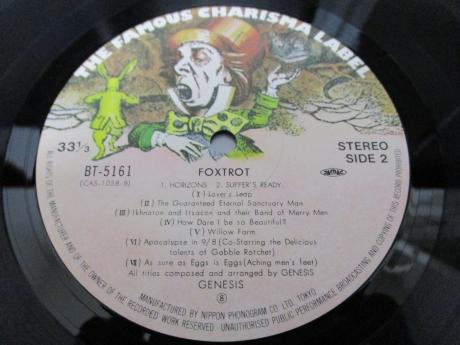 THE FAMOUS CHARISMA LABEL
33 1/3
BT-5161
(CAS-1058-B)
FOXTROT
STEREO
SIDE 2
1. HORIZONS 2. SUFFER'S READY
(I) Lover's Leap
(II) The Guaranteed Eternal Sanctuary Man
(III) Ikhnaton and Itsacon and their Band of Merry Men
(IV) How Dare I be so Beautiful?
(V) Willow Farm
(VI) Apocalypse in 9/8 (Co-Starring the Delicious
talents of Gabble Ratchet)
(VII) As sure as Eggs is Eggs (Aching men's feet)
All titles composed and arranged by GENESIS
GENESIS
8
MANUFACTURED BY NIPPON PHONOGRAM CO. LTD. TOKYO
ALL RIGHTS OF THE MANUFACTURER AND OF THE OWNER OF THE RECORDED WORK RESERVED · UNAUTHORISED PUBLIC PERFORMANCE BROADCASTING AND COPYING OF THIS RECORD PROHIBITED